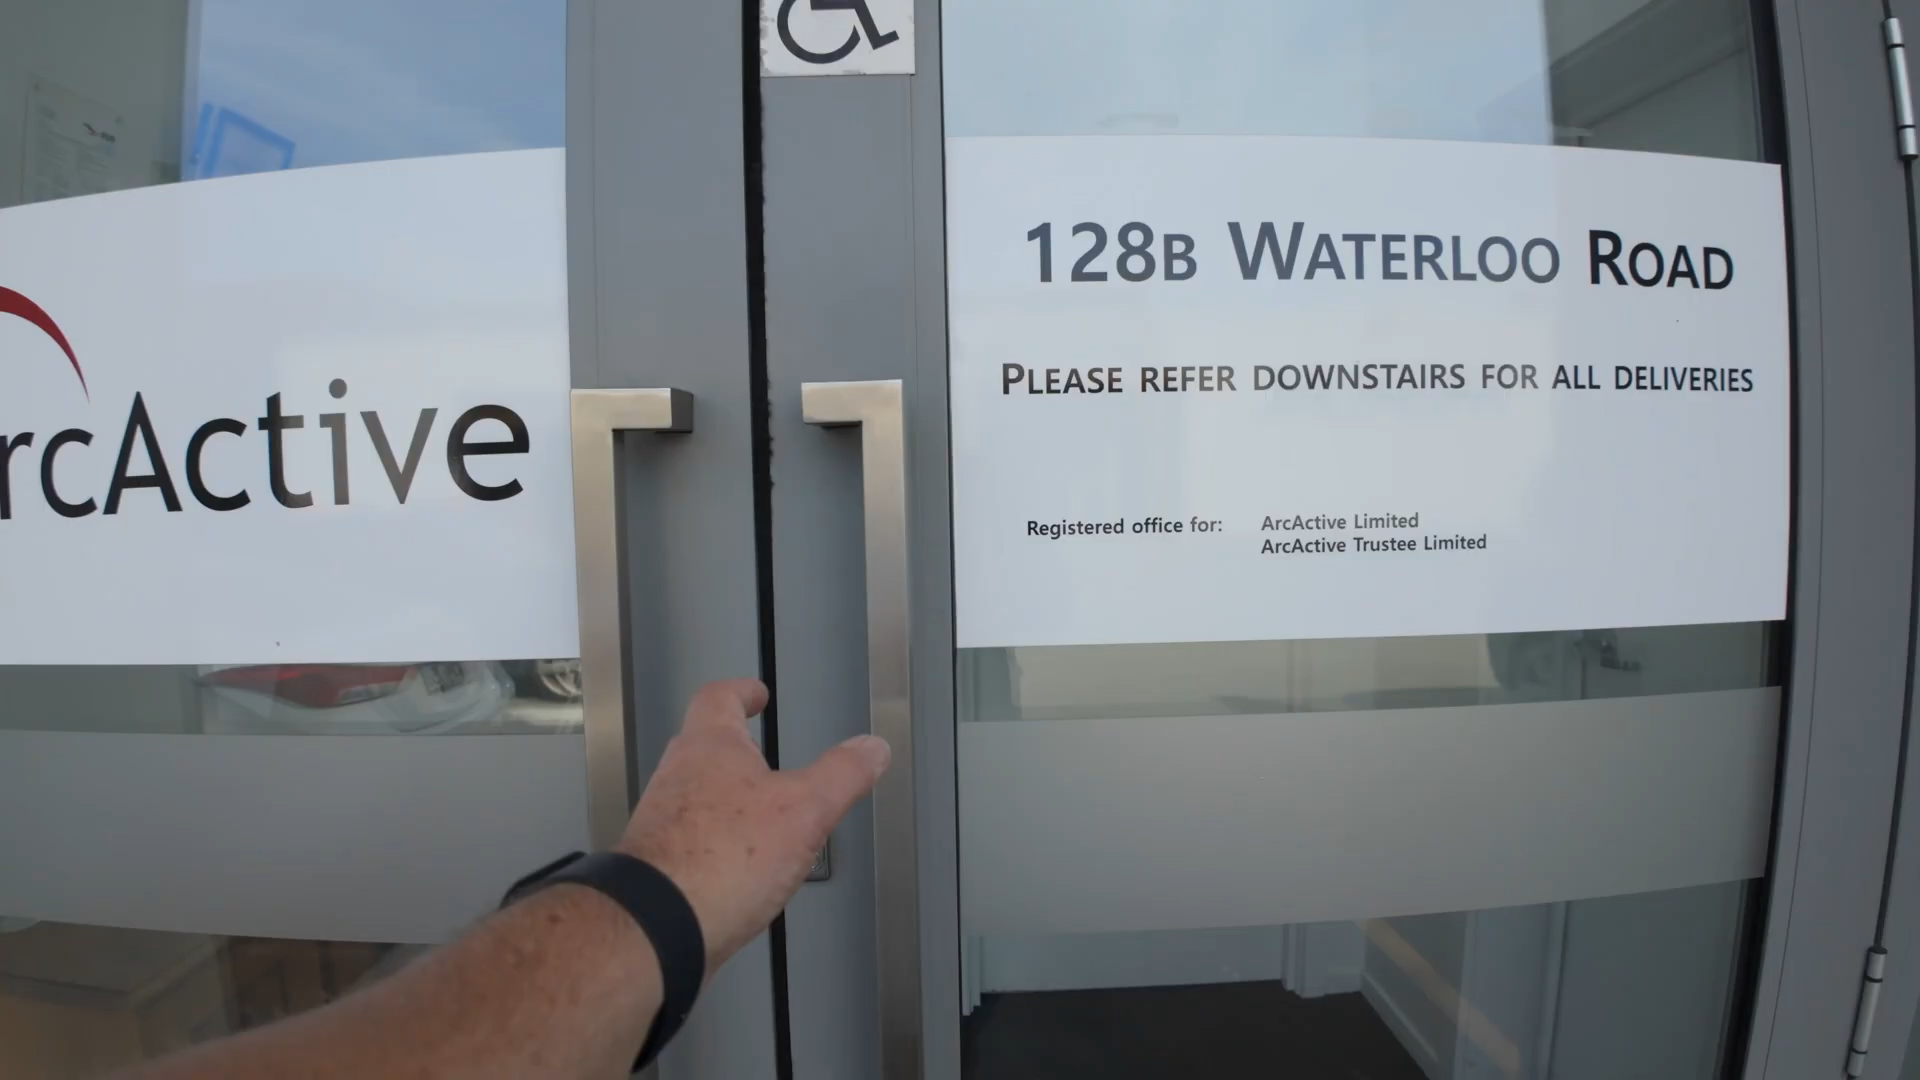 rcActive
128B WATERLOO ROAD
PLEASE REFER DOWNSTAIRS FOR ALL DELIVERIES
Registered office for: ArcActive Limited
ArcActive Trustee Limited